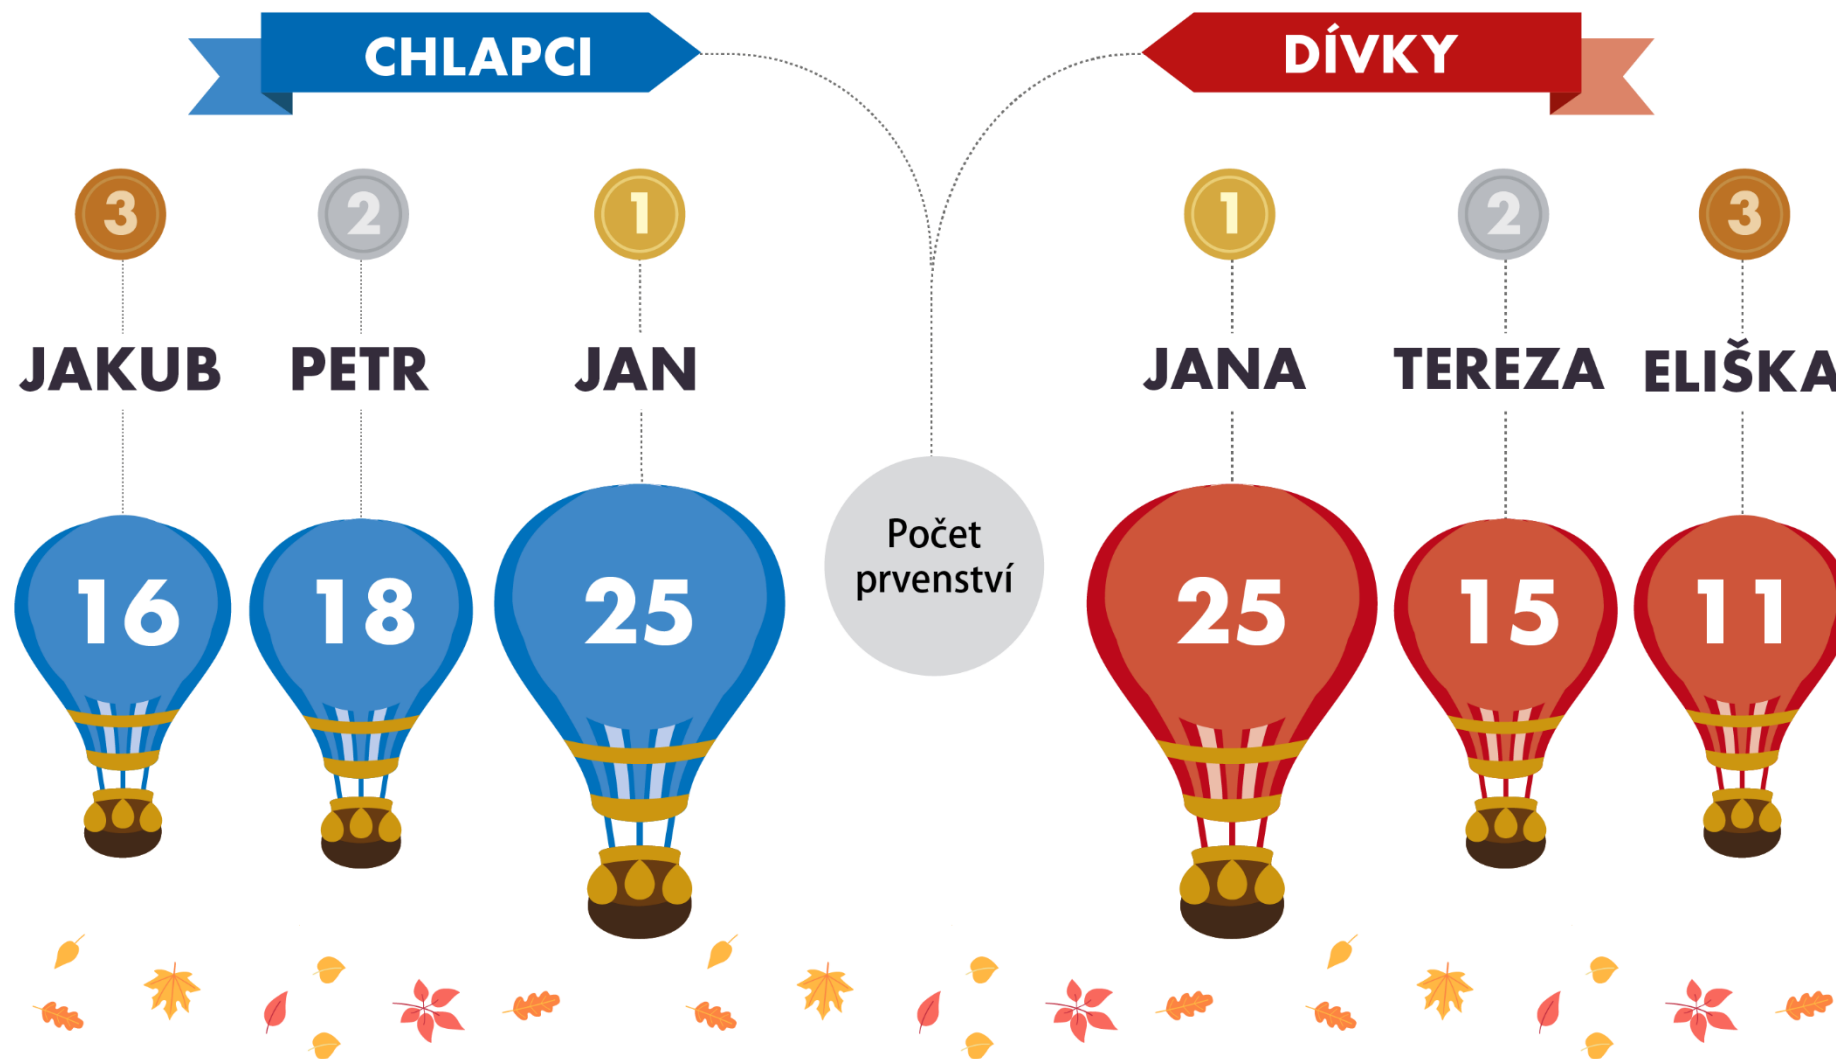 CHLAPCI
DÍVKY
3
2
1
1
2
3
JAKUB
PETR
JAN
JANA
TEREZA
ELIŠKA
16
18
25
Počet
prvenství
25
15
11